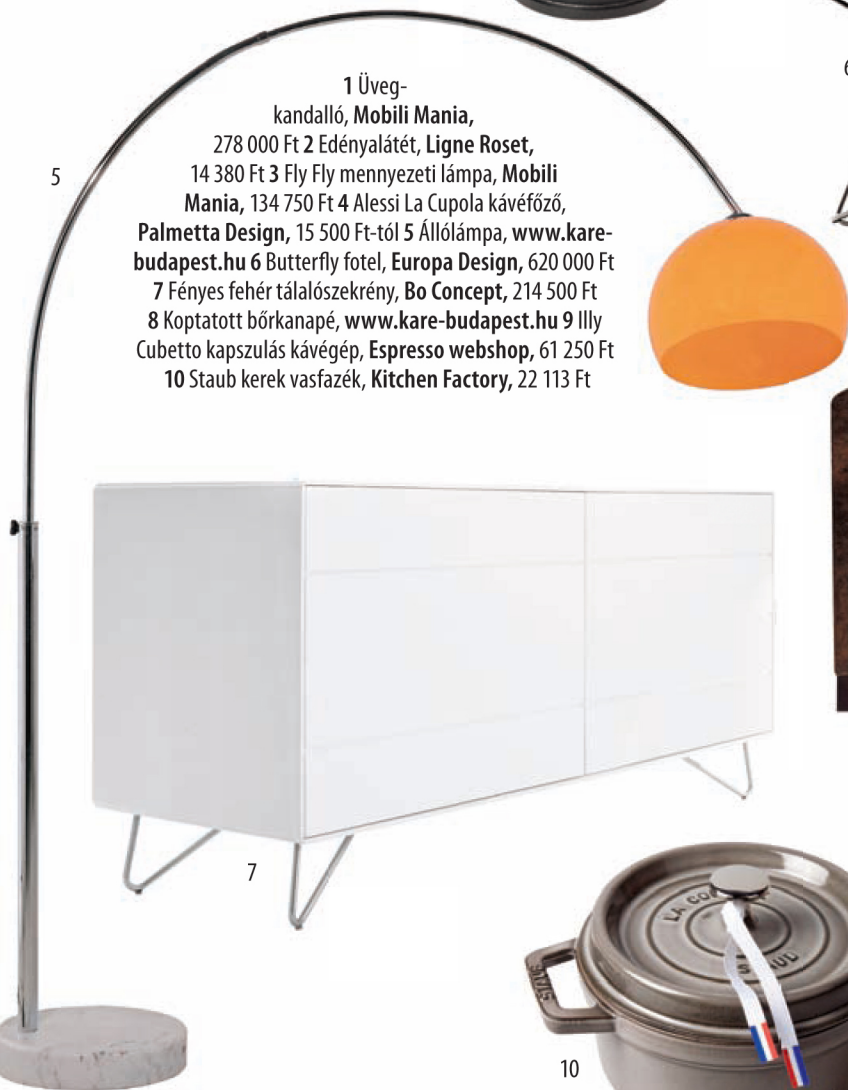 1 Üveg-
kandalló, Mobili Mania,
278 000 Ft 2 Edényalátét, Ligne Roset,
14 380 Ft 3 Fly Fly mennyezeti lámpa, Mobili
Mania, 134 750 Ft 4 Alessi La Cupola kávéfőző,
Palmetta Design, 15 500 Ft-tól 5 Állólámpa, www.kare-
budapest.hu 6 Butterfly fotel, Europa Design, 620 000 Ft
7 Fényes fehér tálalószekrény, Bo Concept, 214 500 Ft
8 Koptatott bőrkanapé, www.kare-budapest.hu 9 Illy
Cubetto kapszulás kávégép, Espresso webshop, 61 250 Ft
10 Staub kerek vasfazék, Kitchen Factory, 22 113 Ft
5
7
10
STAUB